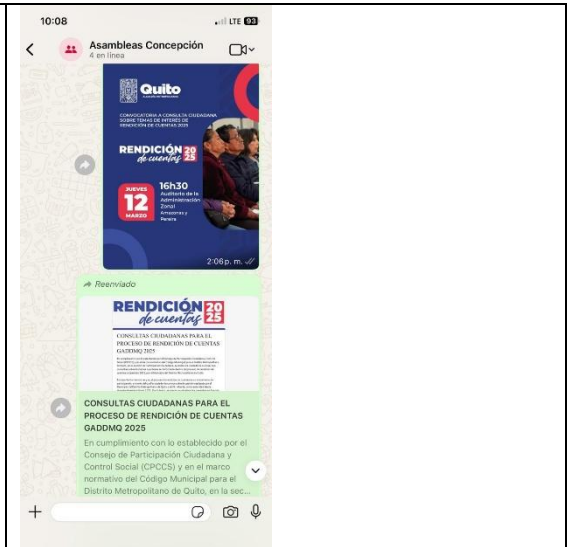 10:08
LTE 93
Asambleas Concepción
4 en línea
Quito
CONVOCATORIA A CONSULTA CIUDADANA
SOBRE TEMAS DE INTERÉS DE
RENDICIÓN DE CUENTAS 2025
RENDICIÓN 20
de cuentas 25
JUEVES
12
MARZO
16h30
Auditorio de la
Administración
Zonal
Amazonas y
Pereira
2:06 p. m.
Reenviado
RENDICIÓN 20
de cuentas 25
CONSULTAS CIUDADANAS PARA EL
PROCESO DE RENDICIÓN DE CUENTAS
GADDMQ 2025
CONSULTAS CIUDADANAS PARA EL
PROCESO DE RENDICIÓN DE CUENTAS
GADDMQ 2025
En cumplimiento con lo establecido por el
Consejo de Participación Ciudadana y
Control Social (CPCCS) y en el marco
normativo del Código Municipal para el
Distrito Metropolitano de Quito, en la sec...